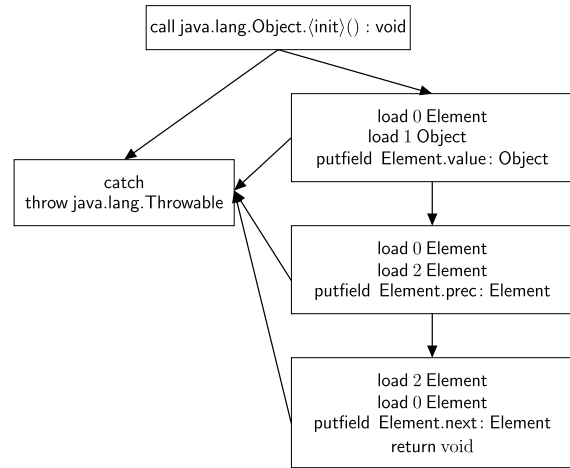 call java.lang.Object.⟨init⟩() : void
load 0 Element
load 1 Object
putfield Element.value: Object
catch
throw java.lang.Throwable
load 0 Element
load 2 Element
putfield Element.prec: Element
load 2 Element
load 0 Element
putfield Element.next: Element
return void